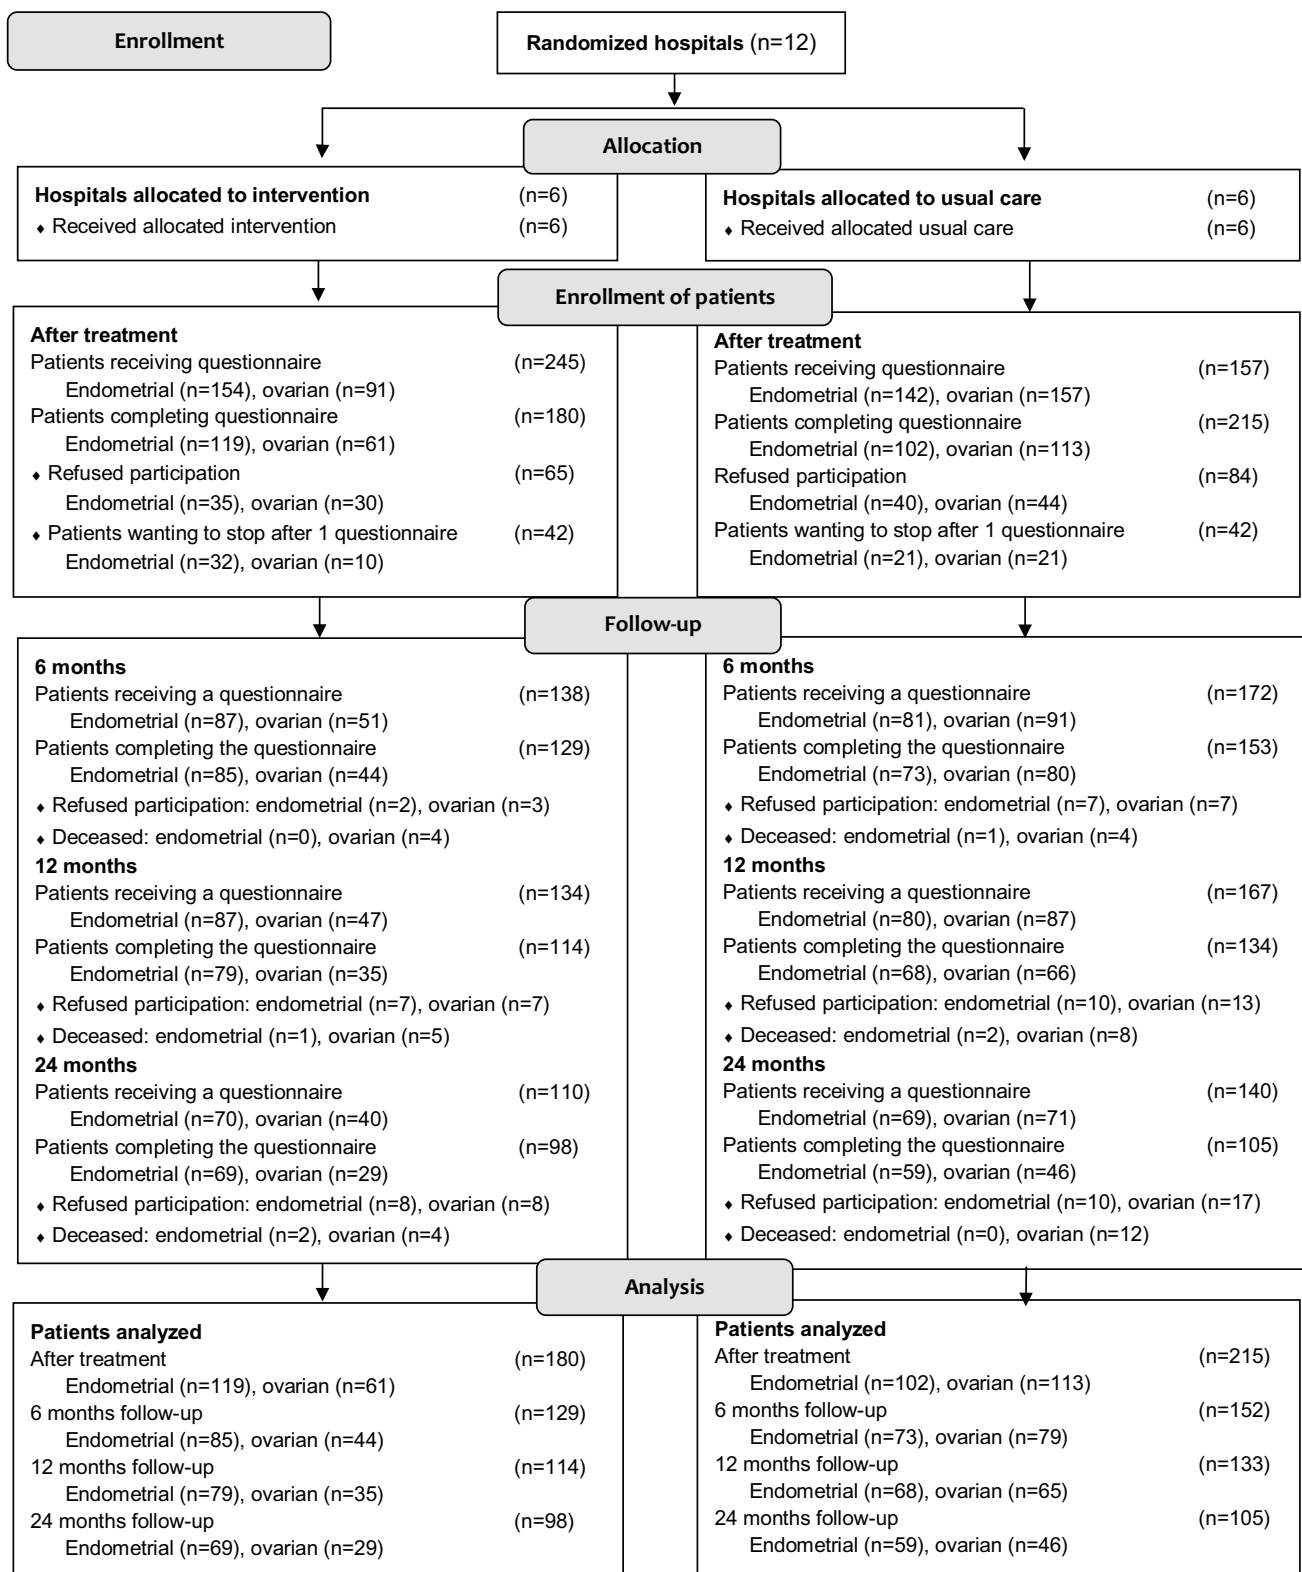 Enrollment
Randomized hospitals (n=12)
Allocation
Hospitals allocated to intervention (n=6)
♦ Received allocated intervention (n=6)
Hospitals allocated to usual care (n=6)
♦ Received allocated usual care (n=6)
Enrollment of patients
After treatment
Patients receiving questionnaire (n=245)
Endometrial (n=154), ovarian (n=91)
Patients completing questionnaire (n=180)
Endometrial (n=119), ovarian (n=61)
♦ Refused participation (n=65)
Endometrial (n=35), ovarian (n=30)
♦ Patients wanting to stop after 1 questionnaire (n=42)
Endometrial (n=32), ovarian (n=10)
After treatment
Patients receiving questionnaire (n=157)
Endometrial (n=142), ovarian (n=157)
Patients completing questionnaire (n=215)
Endometrial (n=102), ovarian (n=113)
Refused participation (n=84)
Endometrial (n=40), ovarian (n=44)
Patients wanting to stop after 1 questionnaire (n=42)
Endometrial (n=21), ovarian (n=21)
Follow-up
6 months
Patients receiving a questionnaire (n=138)
Endometrial (n=87), ovarian (n=51)
Patients completing the questionnaire (n=129)
Endometrial (n=85), ovarian (n=44)
♦ Refused participation: endometrial (n=2), ovarian (n=3)
♦ Deceased: endometrial (n=0), ovarian (n=4)
12 months
Patients receiving a questionnaire (n=134)
Endometrial (n=87), ovarian (n=47)
Patients completing the questionnaire (n=114)
Endometrial (n=79), ovarian (n=35)
♦ Refused participation: endometrial (n=7), ovarian (n=7)
♦ Deceased: endometrial (n=1), ovarian (n=5)
24 months
Patients receiving a questionnaire (n=110)
Endometrial (n=70), ovarian (n=40)
Patients completing the questionnaire (n=98)
Endometrial (n=69), ovarian (n=29)
♦ Refused participation: endometrial (n=8), ovarian (n=8)
♦ Deceased: endometrial (n=2), ovarian (n=4)
6 months
Patients receiving a questionnaire (n=172)
Endometrial (n=81), ovarian (n=91)
Patients completing the questionnaire (n=153)
Endometrial (n=73), ovarian (n=80)
♦ Refused participation: endometrial (n=7), ovarian (n=7)
♦ Deceased: endometrial (n=1), ovarian (n=4)
12 months
Patients receiving a questionnaire (n=167)
Endometrial (n=80), ovarian (n=87)
Patients completing the questionnaire (n=134)
Endometrial (n=68), ovarian (n=66)
♦ Refused participation: endometrial (n=10), ovarian (n=13)
♦ Deceased: endometrial (n=2), ovarian (n=8)
24 months
Patients receiving a questionnaire (n=140)
Endometrial (n=69), ovarian (n=71)
Patients completing the questionnaire (n=105)
Endometrial (n=59), ovarian (n=46)
♦ Refused participation: endometrial (n=10), ovarian (n=17)
♦ Deceased: endometrial (n=0), ovarian (n=12)
Analysis
Patients analyzed
After treatment (n=180)
Endometrial (n=119), ovarian (n=61)
6 months follow-up (n=129)
Endometrial (n=85), ovarian (n=44)
12 months follow-up (n=114)
Endometrial (n=79), ovarian (n=35)
24 months follow-up (n=98)
Endometrial (n=69), ovarian (n=29)
Patients analyzed
After treatment (n=215)
Endometrial (n=102), ovarian (n=113)
6 months follow-up (n=152)
Endometrial (n=73), ovarian (n=79)
12 months follow-up (n=133)
Endometrial (n=68), ovarian (n=65)
24 months follow-up (n=105)
Endometrial (n=59), ovarian (n=46)